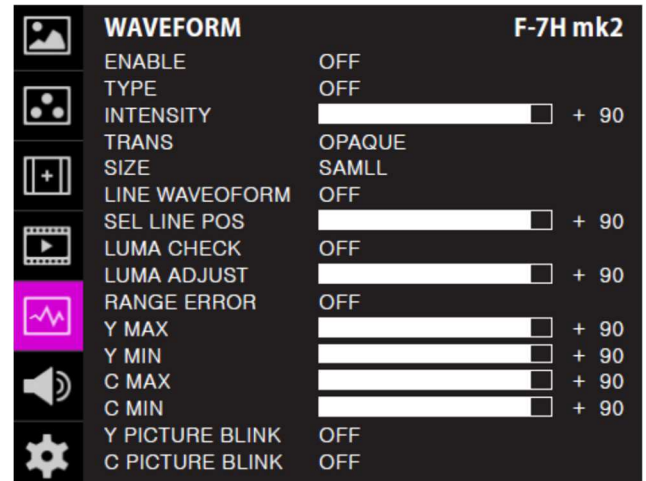 WAVEFORM F-7H mk2
ENABLE OFF
TYPE OFF
INTENSITY + 90
TRANS OPAQUE
SIZE SAMLL
LINE WAVEOFORM OFF
SEL LINE POS + 90
LUMA CHECK OFF
LUMA ADJUST + 90
RANGE ERROR OFF
Y MAX + 90
Y MIN + 90
C MAX + 90
C MIN + 90
Y PICTURE BLINK OFF
C PICTURE BLINK OFF